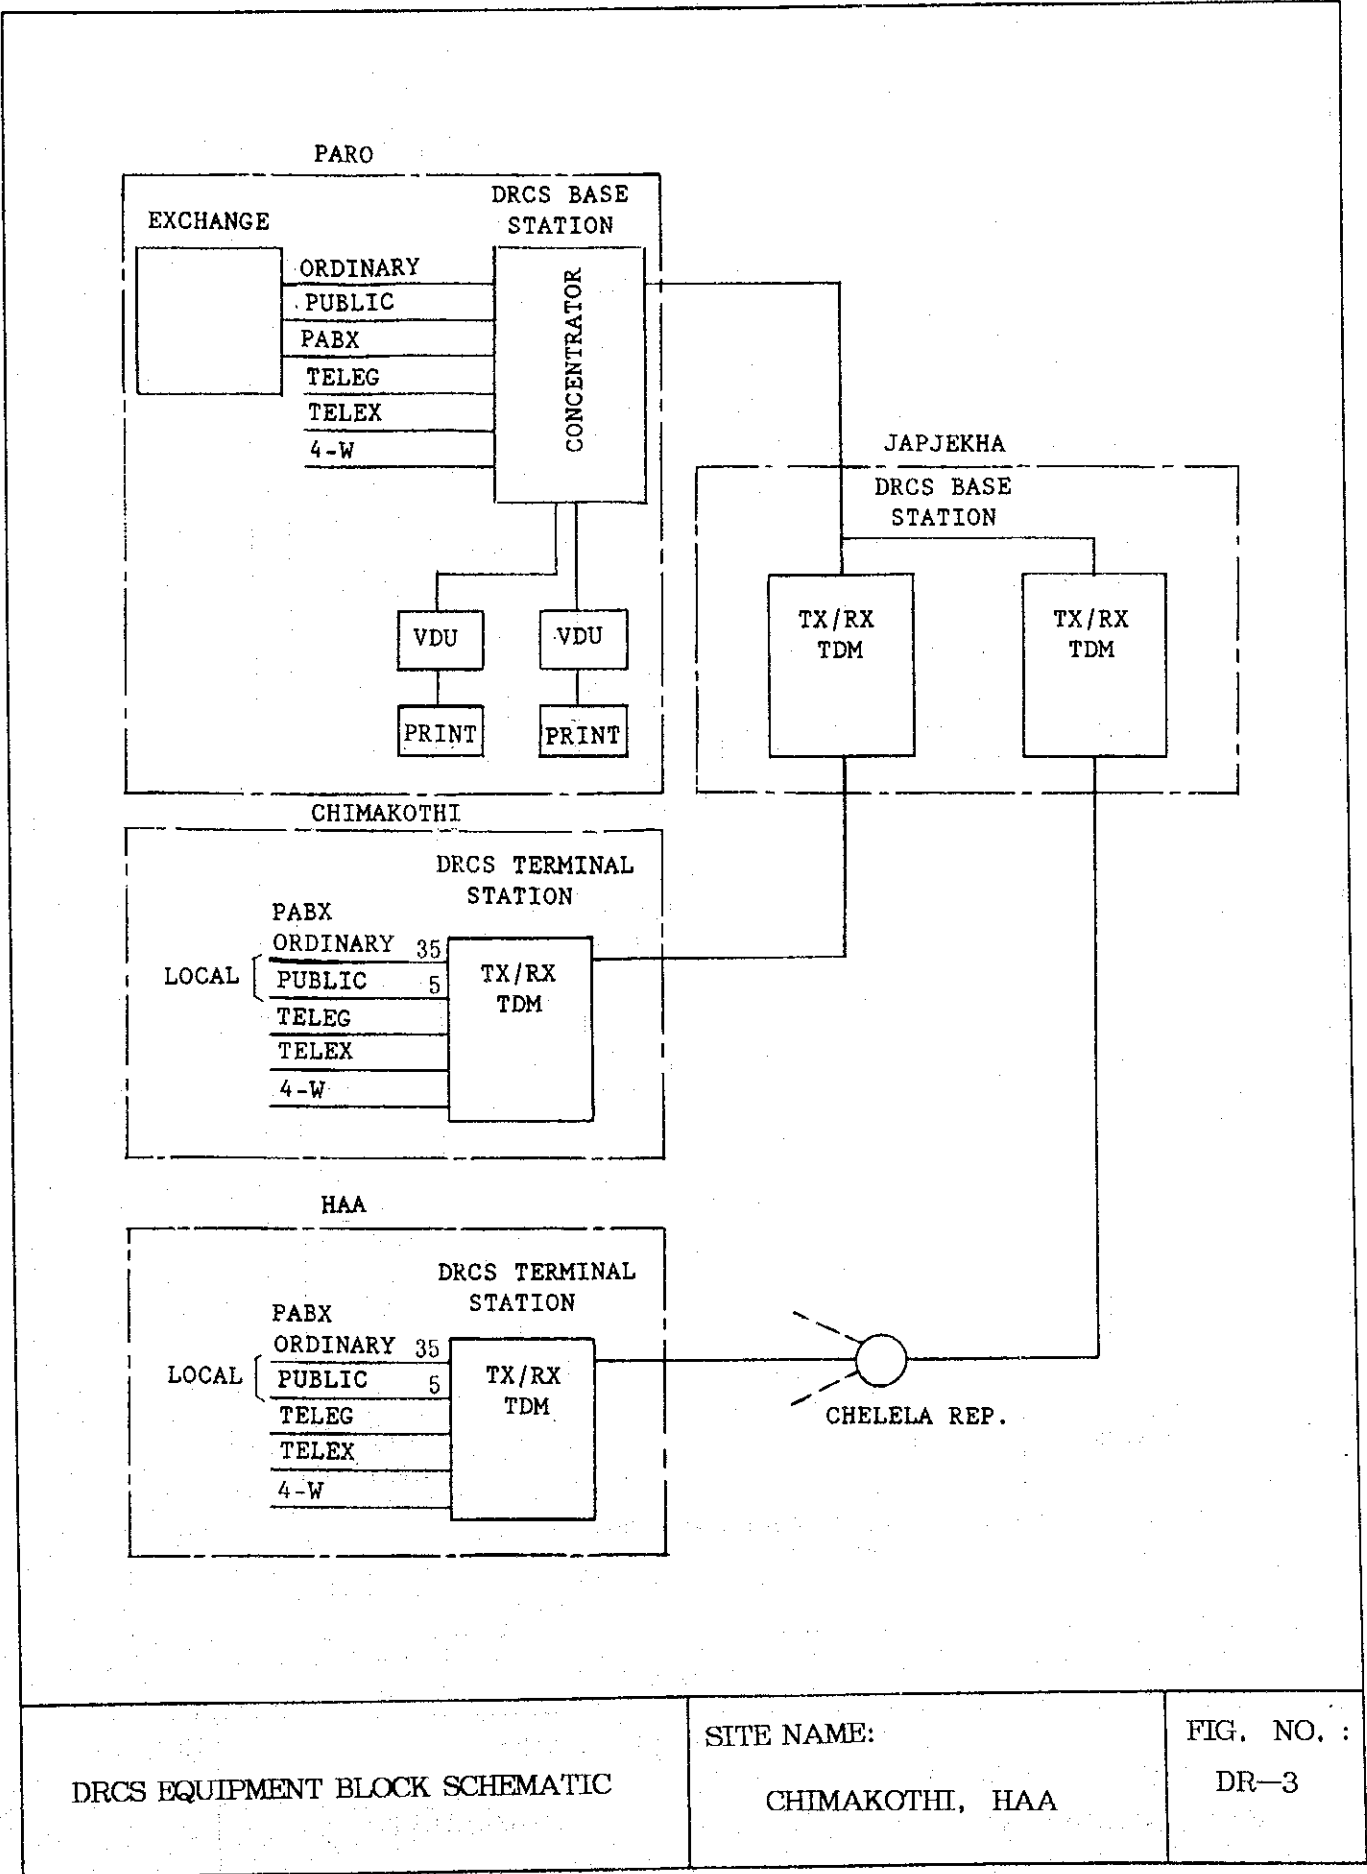 PARO
DRCS BASE
STATION
EXCHANGE
ORDINARY
PUBLIC
PABX
TELEG
TELEX
4-W
CONCENTRATOR
VDU
VDU
PRINT
PRINT
JAPJEKHA
DRCS BASE
STATION
TX/RX
TDM
TX/RX
TDM
CHIMAKOTHI
DRCS TERMINAL
STATION
PABX
ORDINARY 35
LOCAL
PUBLIC 5
TELEG
TELEX
4-W
TX/RX
TDM
HAA
DRCS TERMINAL
STATION
PABX
ORDINARY 35
LOCAL
PUBLIC 5
TELEG
TELEX
4-W
TX/RX
TDM
CHELELA REP.
DRCS EQUIPMENT BLOCK SCHEMATIC
SITE NAME:
CHIMAKOTHI, HAA
FIG. NO. :
DR-3